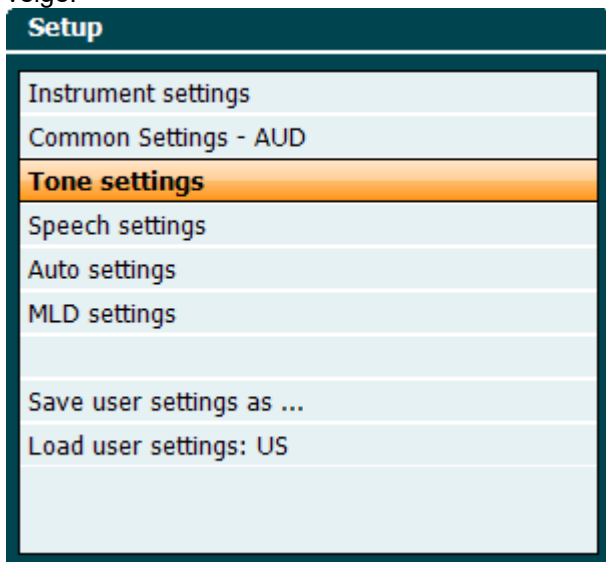 Setup
Instrument settings
Common Settings - AUD
Tone settings
Speech settings
Auto settings
MLD settings
Save user settings as ...
Load user settings: US